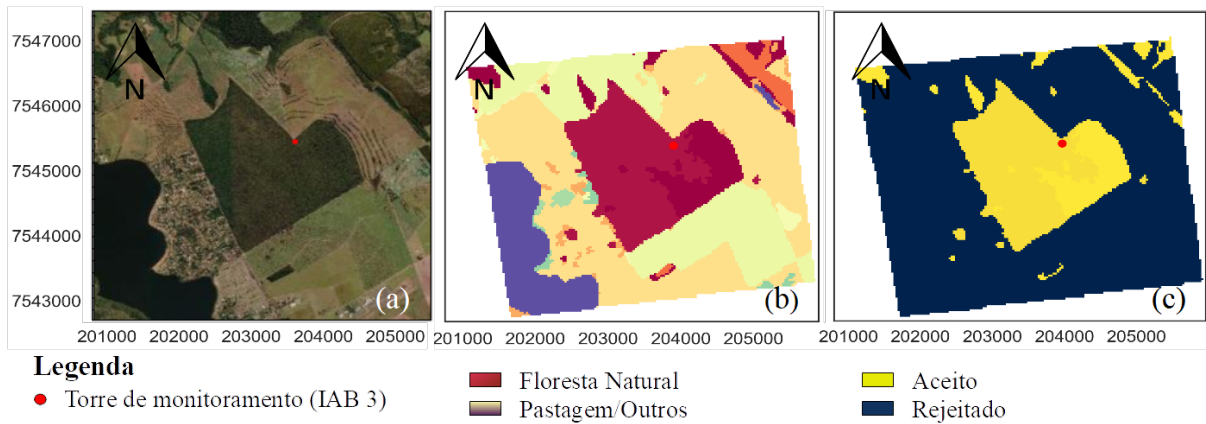 7547000
7546000
7545000
7544000
7543000
N
(a)
N
(b)
N
(c)
201000 202000 203000 204000 205000
201000 202000 203000 204000 205000
201000 202000 203000 204000 205000
Legenda
Torre de monitoramento (IAB 3)
Floresta Natural
Pastagem/Outros
Aceito
Rejeitado